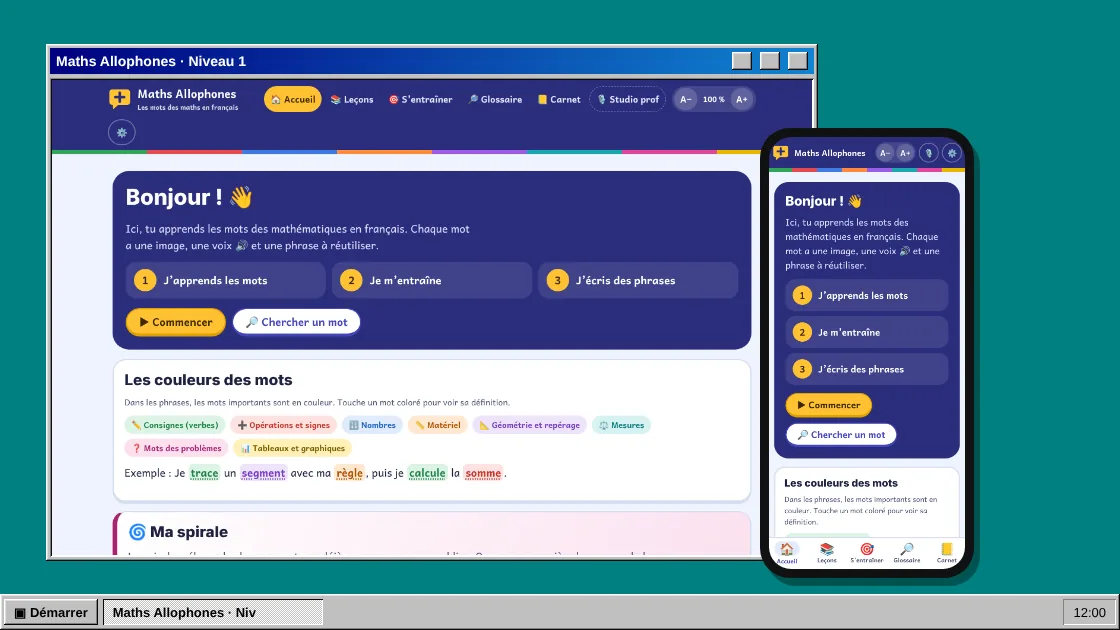 Maths Allophones · Niveau 1
Maths Allophones
Les mots des maths en français
Accueil
Leçons
S'entraîner
Glossaire
Carnet
Studio prof
A−
100 %
A+
Bonjour !
Ici, tu apprends les mots des mathématiques en français. Chaque mot
a une image, une voix et une phrase à réutiliser.
1 J'apprends les mots
2 Je m'entraîne
3 J'écris des phrases
▶ Commencer
Chercher un mot
Les couleurs des mots
Dans les phrases, les mots importants sont en couleur. Touche un mot coloré pour voir sa définition.
Consignes (verbes)
Opérations et signes
Nombres
Matériel
Géométrie et repérage
Mesures
Mots des problèmes
Tableaux et graphiques
Exemple : Je trace un segment avec ma règle, puis je calcule la somme.
Ma spirale
Maths Allophones
A−
A+
Bonjour !
Ici, tu apprends les mots des
mathématiques en français. Chaque
mot a une image, une voix et une
phrase à réutiliser.
1 J'apprends les mots
2 Je m'entraîne
3 J'écris des phrases
▶ Commencer
Chercher un mot
Les couleurs des mots
Dans les phrases, les mots importants sont en
couleur. Touche un mot coloré pour voir sa
définition.
Accueil
Leçons
S'entraîner
Glossaire
Carnet
Démarrer
Maths Allophones · Niv
12:00